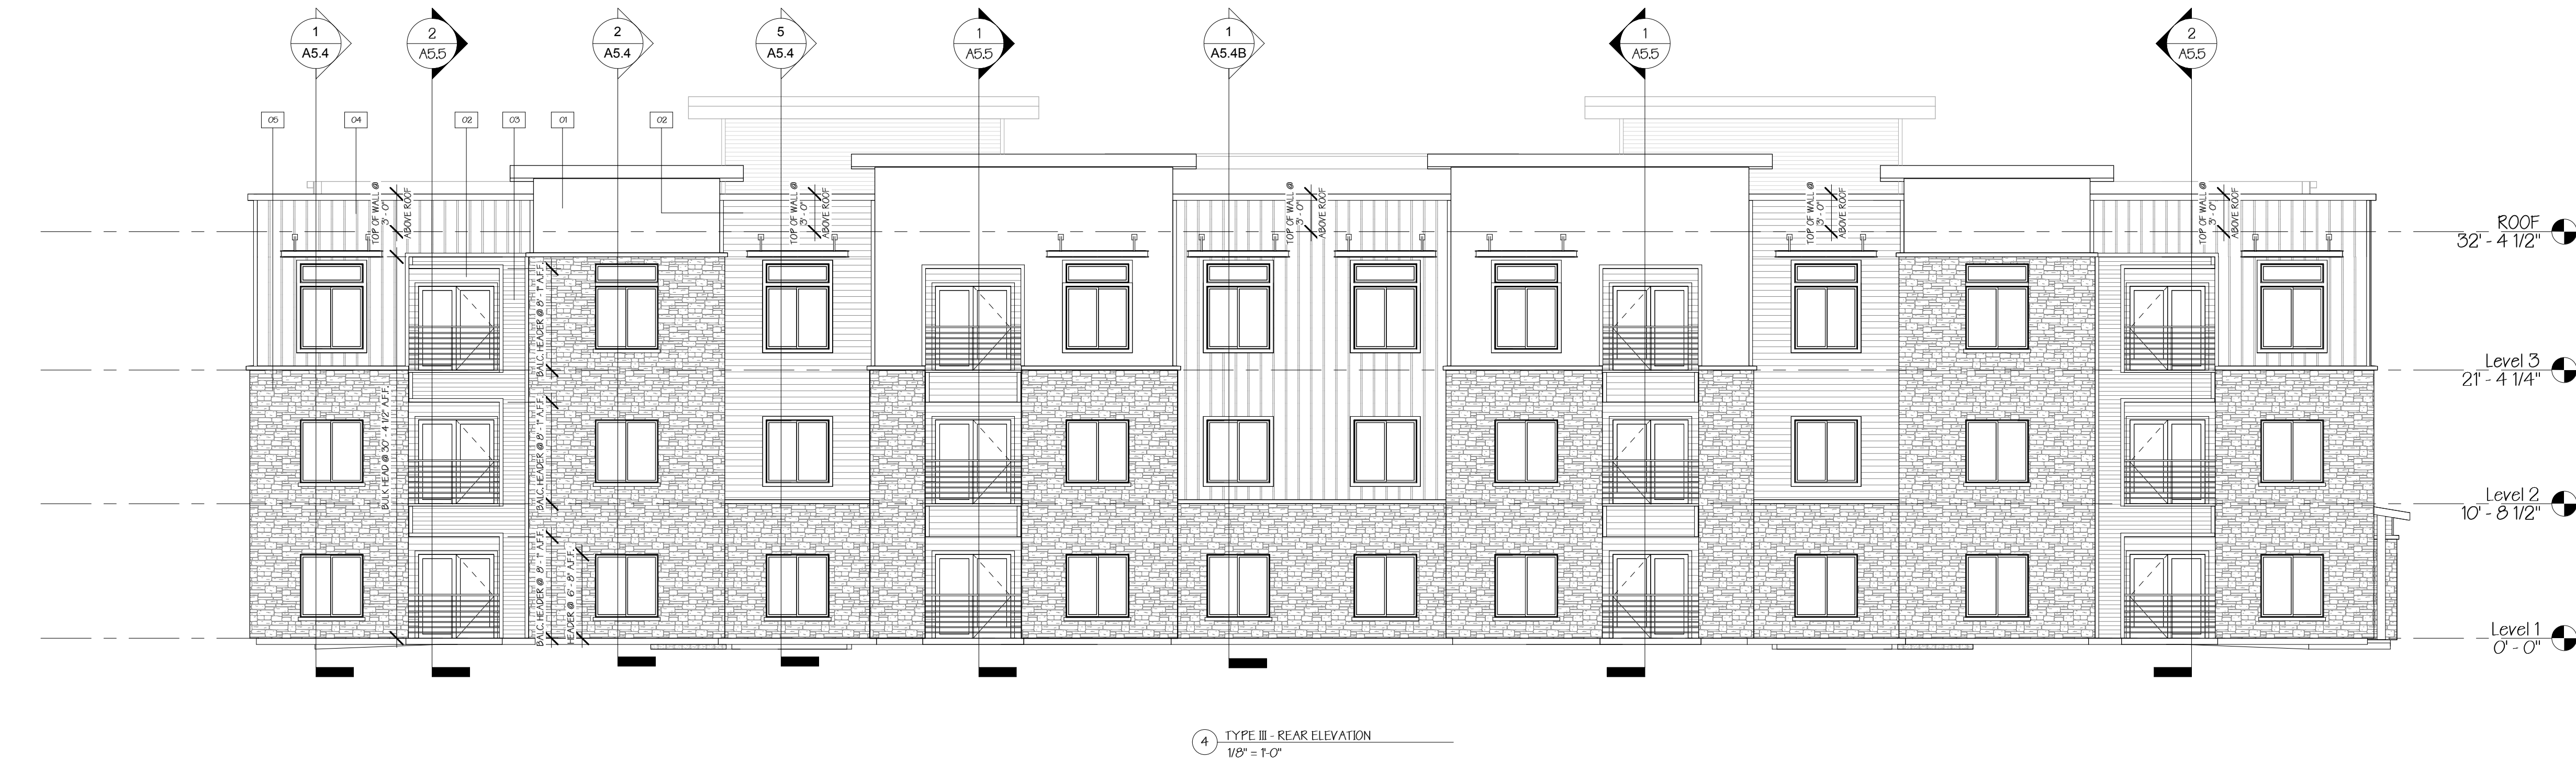 1
A5.4
2
A5.5
2
A5.4
5
A5.4
1
A5.5
1
A5.4B
1
A5.5
2
A5.5
05
04
02
03
01
02
TOP OF WALL @
3' - 0"
ABOVE ROOF
TOP OF WALL @
3' - 0"
ABOVE ROOF
TOP OF WALL @
3' - 0"
ABOVE ROOF
TOP OF WALL @
3' - 0"
ABOVE ROOF
TOP OF WALL @
3' - 0"
ABOVE ROOF
ROOF
32' - 4 1/2"
BALC. HEADER @ 8' - 1" A.F.F.
Level 3
21' - 4 1/4"
BULK HEAD @ 30' - 4 1/2" A.F.F.
BALC. HEADER @ 8' - 1" A.F.F.
Level 2
10' - 8 1/2"
BALC. HEADER @ 8' - 1" A.F.F.
HEADER @ 6' - 8" A.F.F.
Level 1
0' - 0"
4
TYPE III - REAR ELEVATION
1/8" = 1'-0"